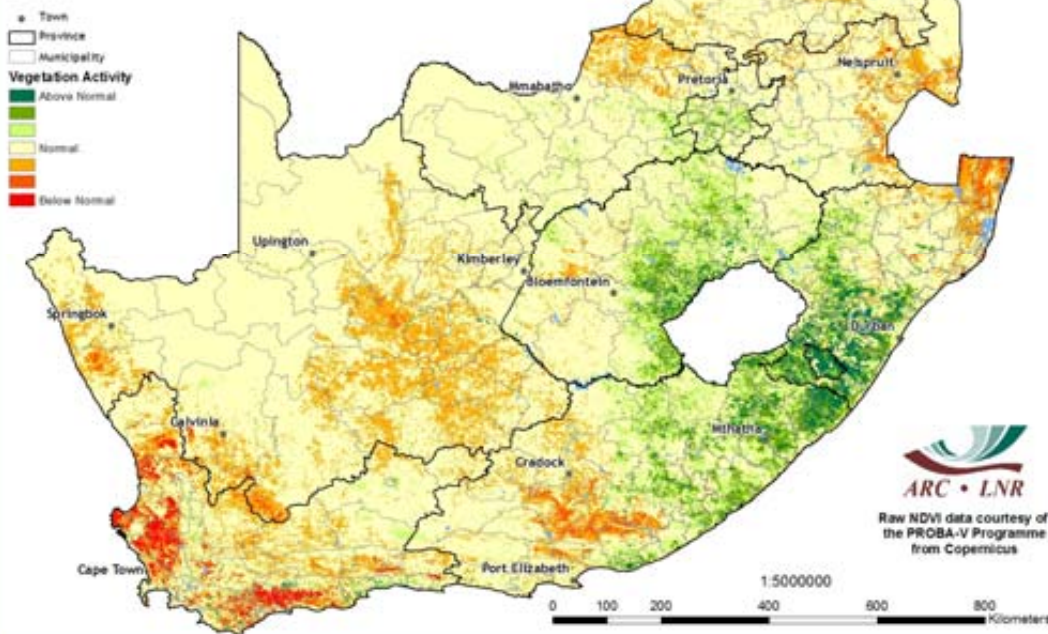 Town
Province
Municipality
Vegetation Activity
Above Normal
Normal
Below Normal
Nelspruit
Pretoria
Mmabatho
Upington
Kimberley
Bloemfontein
Springbok
Durban
Calvinia
Mthatha
Cradock
Cape Town
Port Elizabeth
ARC • LNR
Raw NDVI data courtesy of
the PROBA-V Programme
from Copernicus
1:5000000
0 100 200 400 600 800
Kilometers